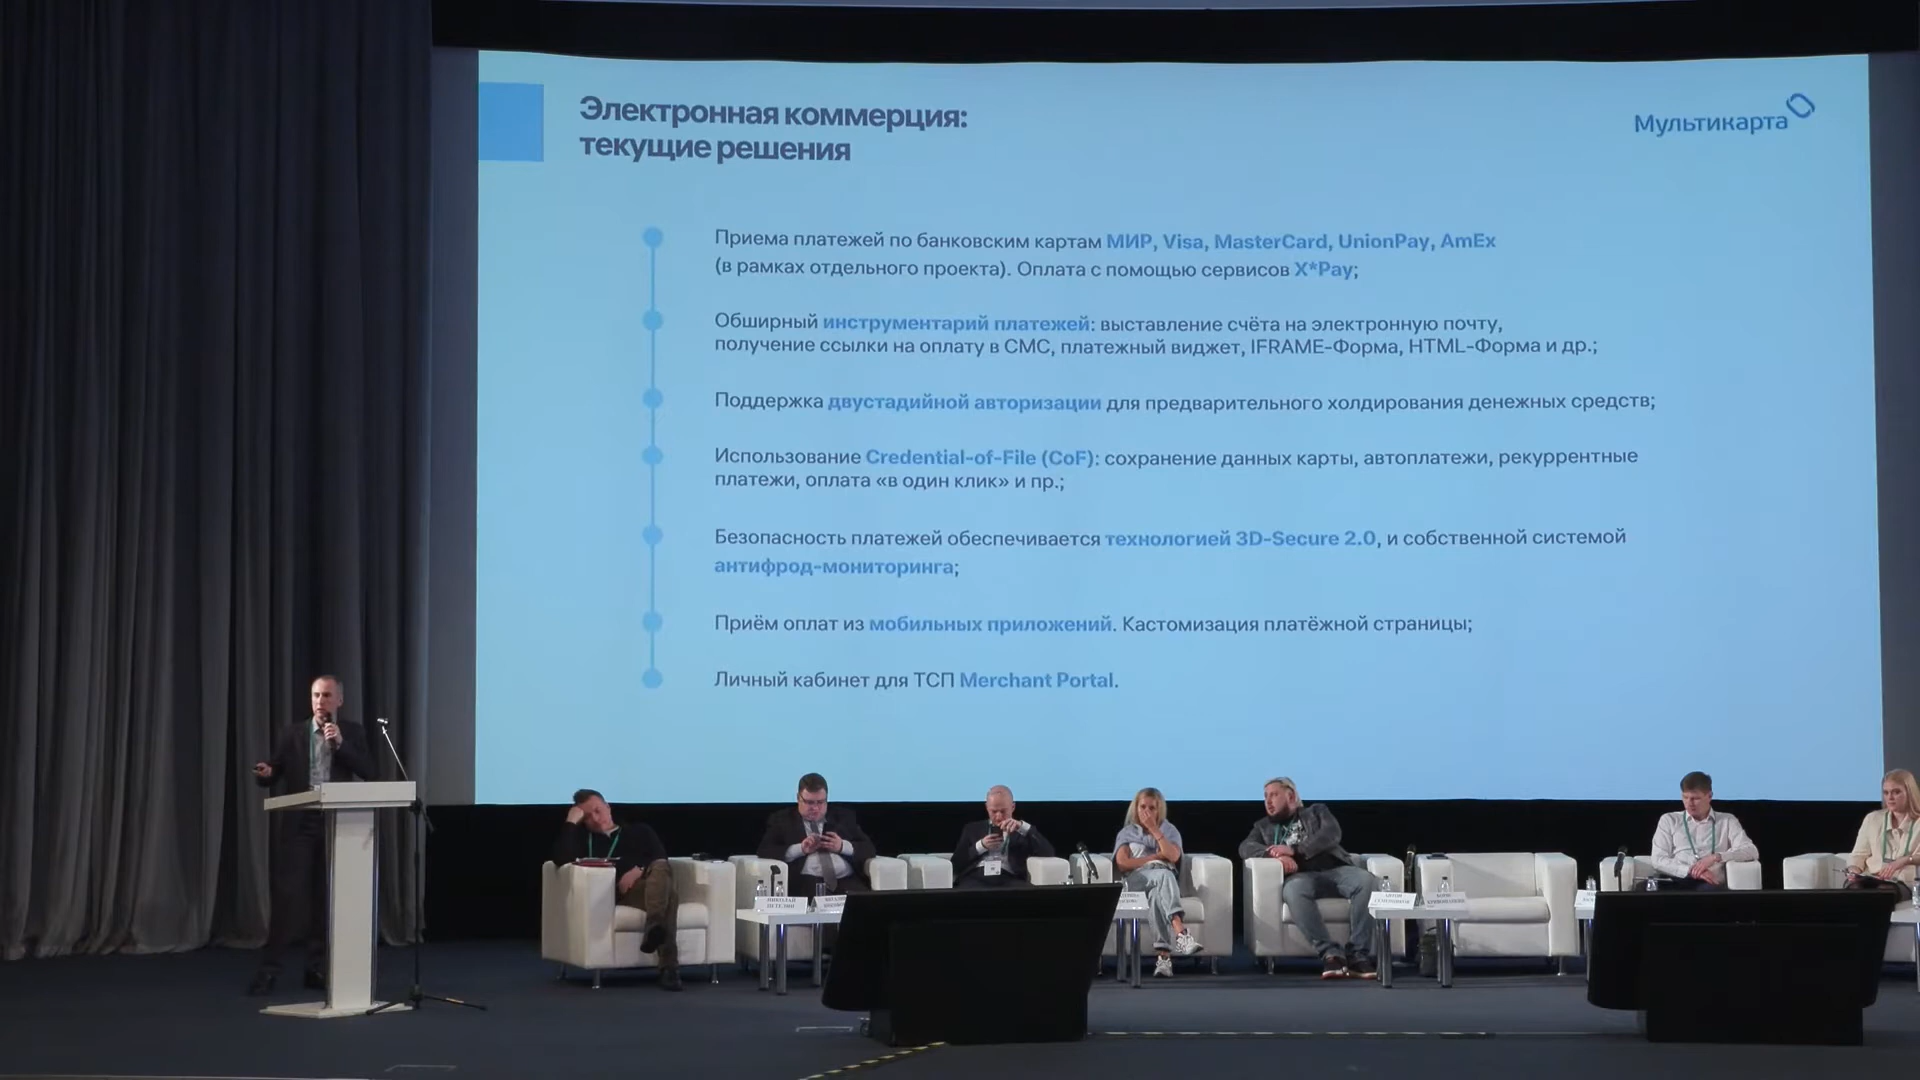 Электронная коммерция:
текущие решения
Мультикарта
Приема платежей по банковским картам МИР, Visa, MasterCard, UnionPay, AmEx
(в рамках отдельного проекта). Оплата с помощью сервисов X*Pay;
Обширный инструментарий платежей: выставление счёта на электронную почту,
получение ссылки на оплату в СМС, платежный виджет, IFRAME-Форма, HTML-Форма и др.;
Поддержка двустадийной авторизации для предварительного холдирования денежных средств;
Использование Credential-of-File (CoF): сохранение данных карты, автоплатежи, рекуррентные
платежи, оплата «в один клик» и пр.;
Безопасность платежей обеспечивается технологией 3D-Secure 2.0, и собственной системой
антифрод-мониторинга;
Приём оплат из мобильных приложений. Кастомизация платёжной страницы;
Личный кабинет для ТСП Merchant Portal.
НИКОЛАЙ
ПЕТЕЛИН